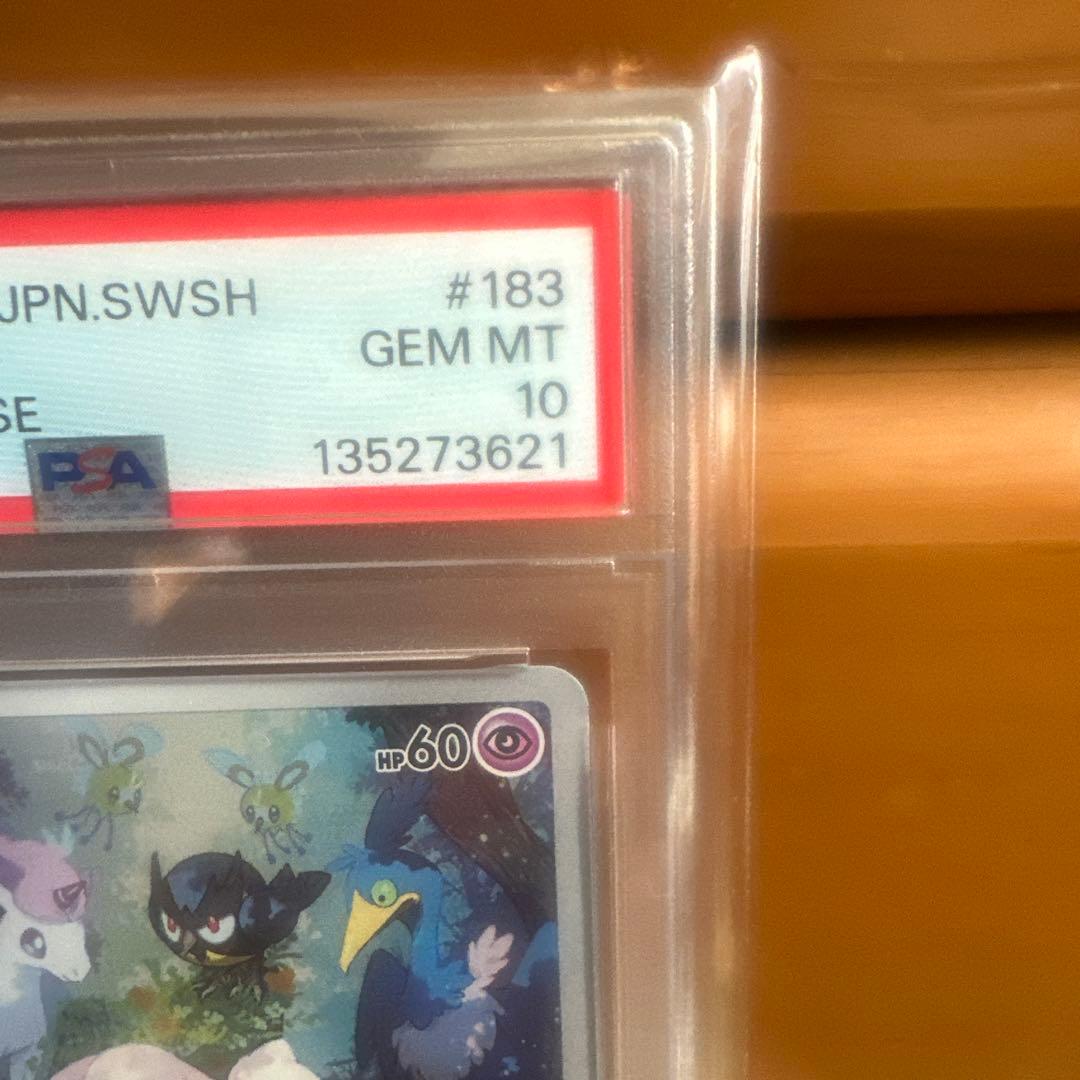 JPN.SWSH #183
GEM MT
SE 10
PSA 135273621
HP60